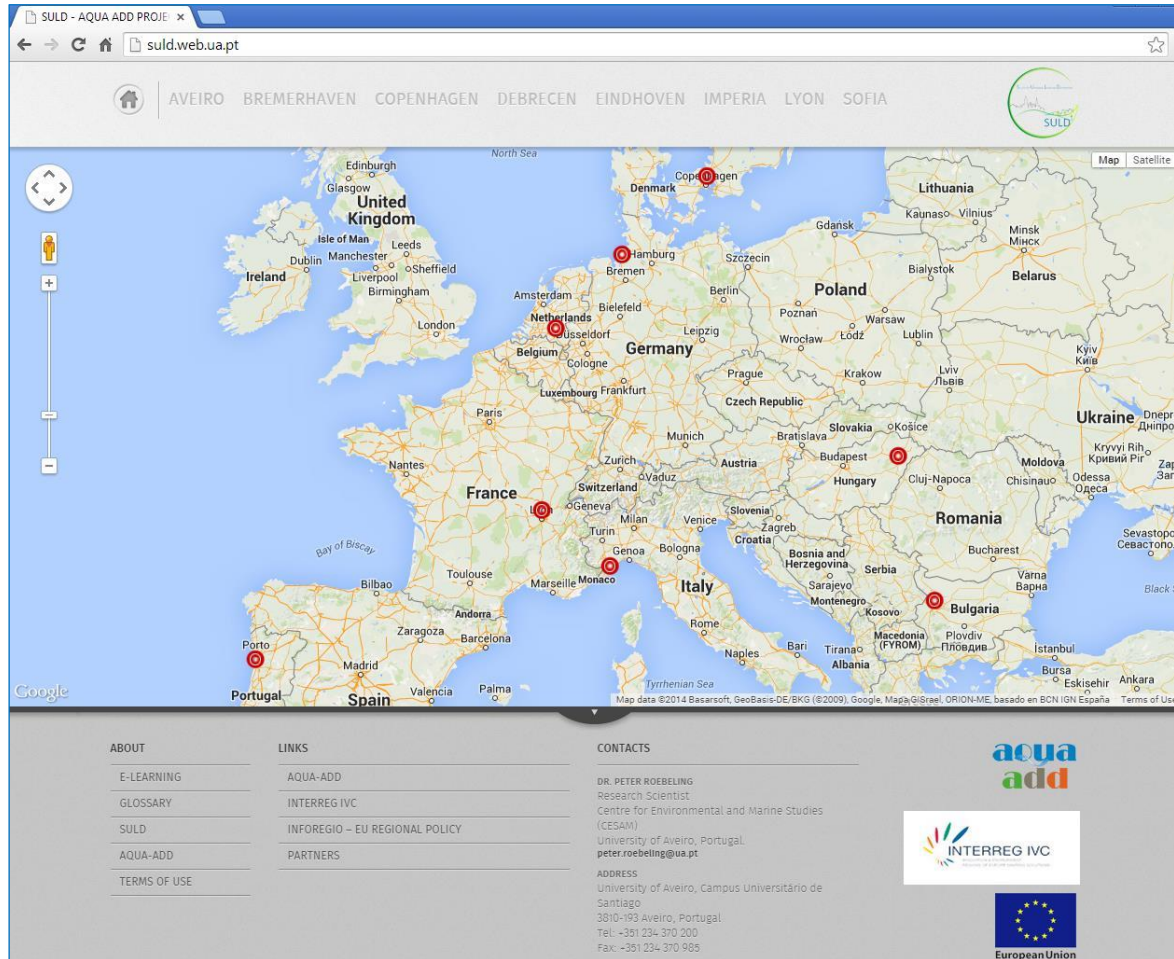 SULD - AQUA ADD PROJE
suld.web.ua.pt
AVEIRO BREMERHAVEN COPENHAGEN DEBRECEN EINDHOVEN IMPERIA LYON SOFIA
SULD
Map Satellite
North Sea
Edinburgh
Glasgow
United
Kingdom
Isle of Man
Leeds
Dublin
Manchester
Sheffield
Ireland
Liverpool
Birmingham
London
Denmark
Hamburg
Bremen
Amsterdam
Netherlands
Bielefeld
Belgium
Cologne
Germany
Leipzig
Berlin
Szczecin
Gdansk
Lithuania
Kaunas
Vilnius
Minsk
Минск
Belarus
Bialystok
Poland
Poznań
Warsaw
Wrocław
Łódź
Lublin
Luxembourg
Frankfurt
Prague
Czech Republic
Krakow
Lviv
Львів
Kyiv
Київ
Ukraine
Paris
Munich
Bratislava
Slovakia
Košice
Nantes
Zurich
Vaduz
Austria
Budapest
Hungary
Cluj-Napoca
Moldova
Chisinau
Kryvyi Rih
Кривий Ріг
Odessa
Одеса
France
Switzerland
Geneva
Milan
Turin
Venice
Slovenia
Zagreb
Croatia
Romania
Bay of Biscay
Genoa
Bologna
Bosnia and
Herzegovina
Serbia
Bucharest
Sarajevo
Varna
Варна
Toulouse
Marseille
Monaco
Italy
Montenegro
Kosovo
Bulgaria
Bilbao
Andorra
Zaragoza
Barcelona
Rome
Macedonia
(FYROM)
Plovdiv
Пловдив
Istanbul
Porto
Madrid
Naples
Bari
Tirana
Albania
Bursa
Eskisehir
Ankara
Portugal
Spain
Valencia
Palma
Tyrrhenian Sea
Google
Map data ©2014 Basarsoft, GeoBasis-DE/BKG (©2009), Google, Mapa GISrael, ORION-ME, basado en BCN IGN España Terms of Use
ABOUT
E-LEARNING
GLOSSARY
SULD
AQUA-ADD
TERMS OF USE
LINKS
AQUA-ADD
INTERREG IVC
INFOREGIO – EU REGIONAL POLICY
PARTNERS
CONTACTS
DR. PETER ROEBELING
Research Scientist
Centre for Environmental and Marine Studies
(CESAM)
University of Aveiro, Portugal.
peter.roebeling@ua.pt
ADDRESS
University of Aveiro, Campus Universitário de
Santiago
3810-193 Aveiro, Portugal
Tel: +351 234 370 200
Fax: +351 234 370 985
aqua
add
INTERREG IVC
European Union